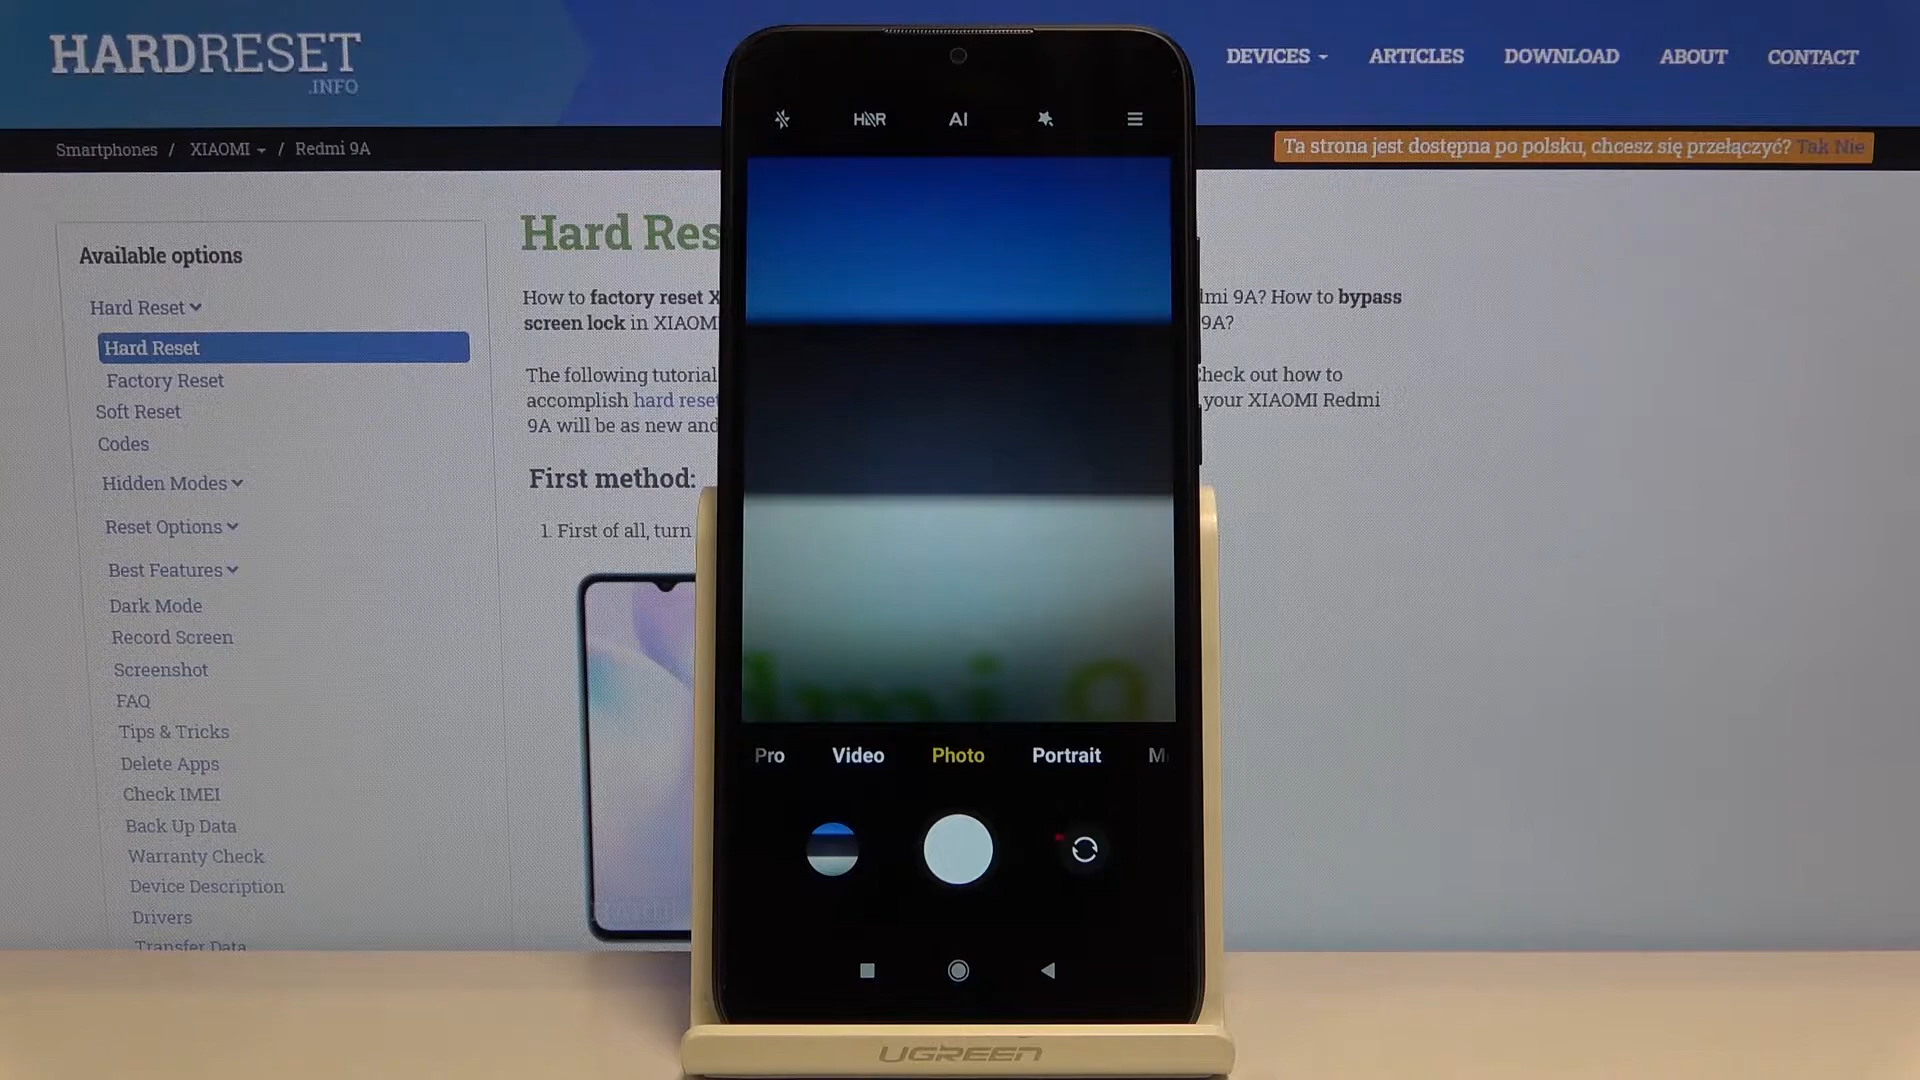 HARDRESET
.INFO
DEVICES
ARTICLES
DOWNLOAD
ABOUT
CONTACT
Smartphones / XIAOMI / Redmi 9A
Ta strona jest dostępna po polsku, chcesz się przełączyć? Tak Nie
Available options
Hard Reset
Hard Reset
Factory Reset
Soft Reset
Codes
Hidden Modes
Reset Options
Best Features
Dark Mode
Record Screen
Screenshot
FAQ
Tips & Tricks
Delete Apps
Check IMEI
Back Up Data
Warranty Check
Device Description
Drivers
Transfer Data
Hard Res
How to factory reset X
screen lock in XIAOMI
The following tutorial
accomplish hard reset
9A will be as new and
First method:
1. First of all, turn
HDR
AI
dmi 9
Pro
Video
Photo
Portrait
M
UGREEN
dmi 9A? How to bypass
9A?
Check out how to
your XIAOMI Redmi